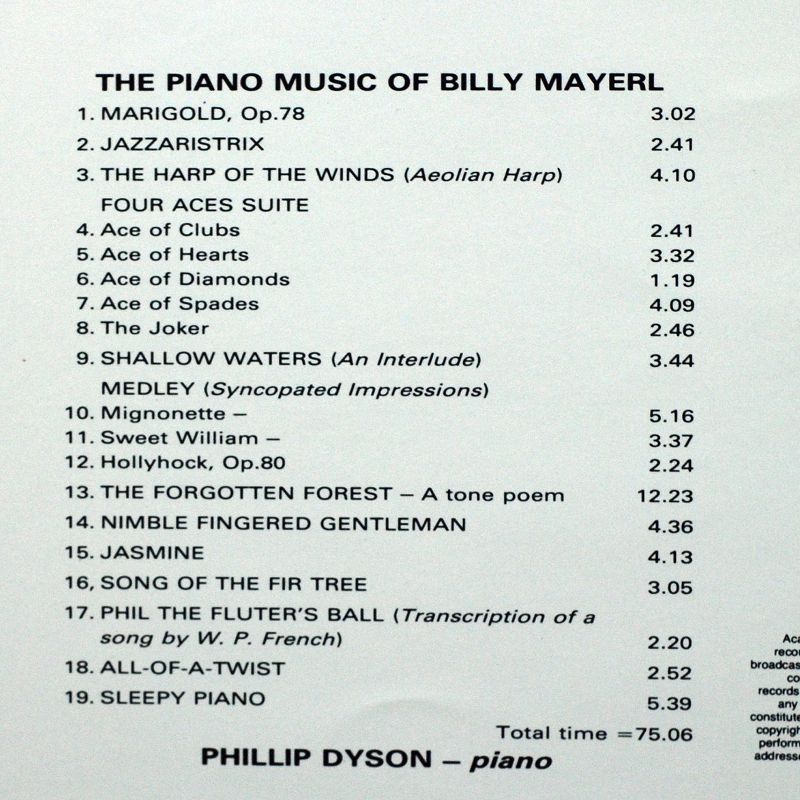 THE PIANO MUSIC OF BILLY MAYERL
1. MARIGOLD, Op.78 3.02
2. JAZZARISTRIX 2.41
3. THE HARP OF THE WINDS (Aeolian Harp) 4.10
FOUR ACES SUITE
4. Ace of Clubs 2.41
5. Ace of Hearts 3.32
6. Ace of Diamonds 1.19
7. Ace of Spades 4.09
8. The Joker 2.46
9. SHALLOW WATERS (An Interlude) 3.44
MEDLEY (Syncopated Impressions)
10. Mignonette – 5.16
11. Sweet William – 3.37
12. Hollyhock, Op.80 2.24
13. THE FORGOTTEN FOREST – A tone poem 12.23
14. NIMBLE FINGERED GENTLEMAN 4.36
15. JASMINE 4.13
16, SONG OF THE FIR TREE 3.05
17. PHIL THE FLUTER'S BALL (Transcription of a
song by W. P. French) 2.20
18. ALL-OF-A-TWIST 2.52
19. SLEEPY PIANO 5.39
Total time =75.06
PHILLIP DYSON – piano
records
any